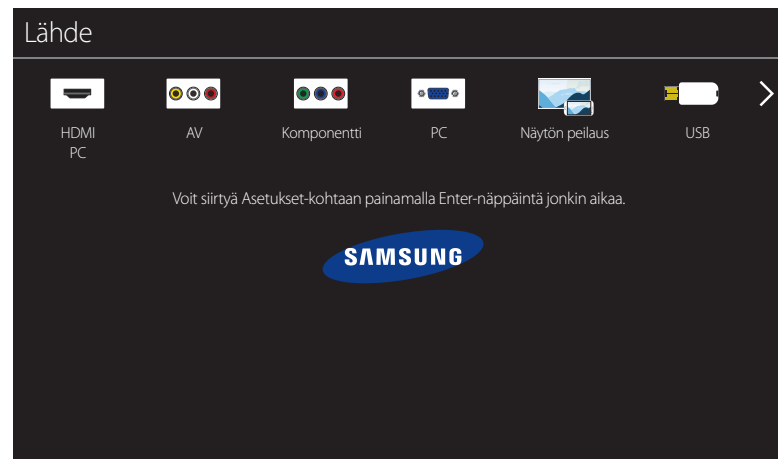 Lähde
HDMI AV Komponentti PC Näytön peilaus USB
PC
Voit siirtyä Asetukset-kohtaan painamalla Enter-näppäintä jonkin aikaa.
SAMSUNG